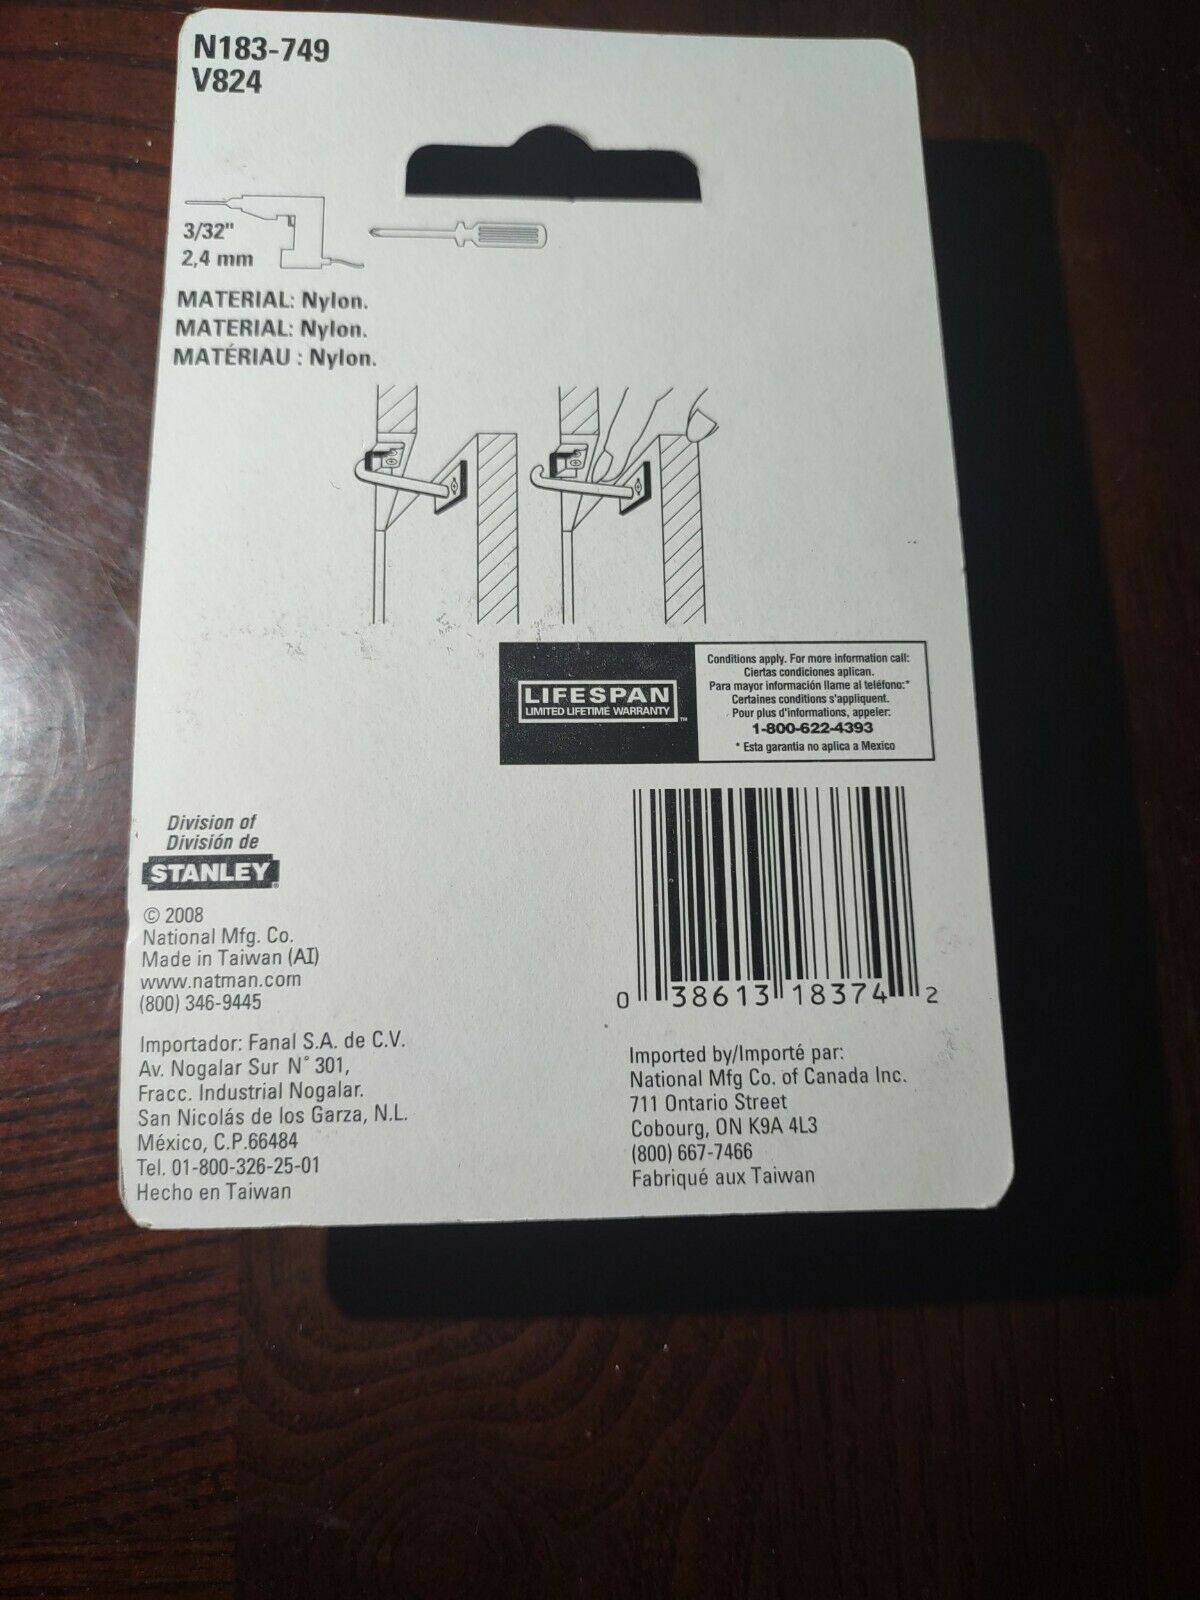 N183-749
V824
3/32"
2,4 mm
MATERIAL: Nylon.
MATERIAL: Nylon.
MATÉRIAU : Nylon.
LIFESPAN
LIMITED LIFETIME WARRANTY™
Conditions apply. For more information call:
Ciertas condiciones aplican.
Para mayor información llame al teléfono:*
Certaines conditions s'appliquent.
Pour plus d'informations, appeler:
1-800-622-4393
* Esta garantia no aplica a Mexico
Division of
División de
STANLEY®
© 2008
National Mfg. Co.
Made in Taiwan (AI)
www.natman.com
(800) 346-9445
Importador: Fanal S.A. de C.V.
Av. Nogalar Sur N° 301,
Fracc. Industrial Nogalar.
San Nicolás de los Garza, N.L.
México, C.P.66484
Tel. 01-800-326-25-01
Hecho en Taiwan
0 38613 18374 2
Imported by/Importé par:
National Mfg Co. of Canada Inc.
711 Ontario Street
Cobourg, ON K9A 4L3
(800) 667-7466
Fabriqué aux Taiwan